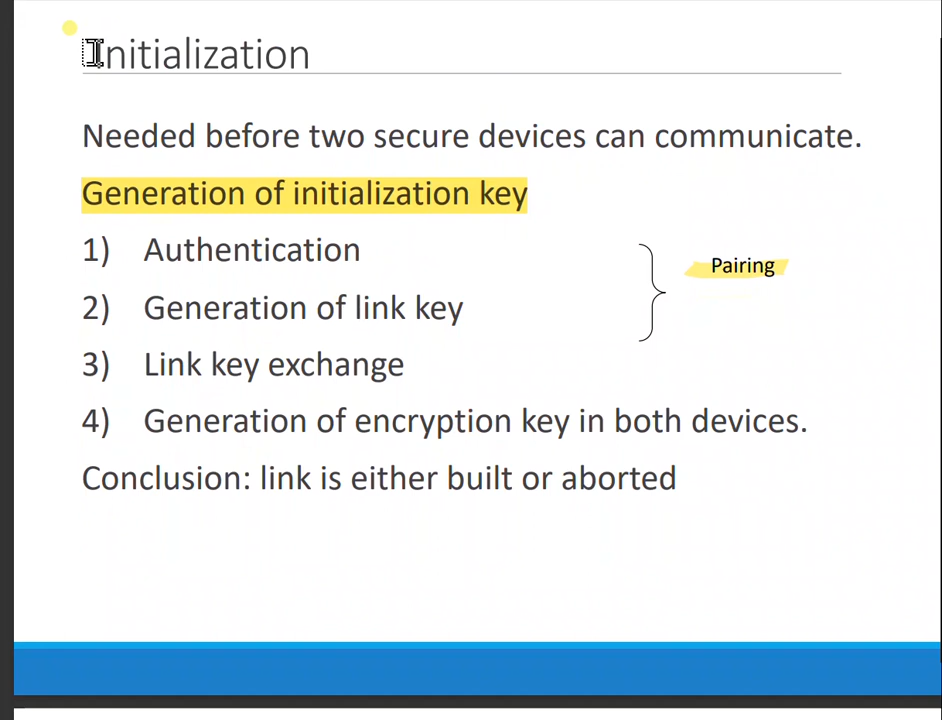 Initialization
Needed before two secure devices can communicate.
Generation of initialization key
1) Authentication
Pairing
2) Generation of link key
3) Link key exchange
4) Generation of encryption key in both devices.
Conclusion: link is either built or aborted